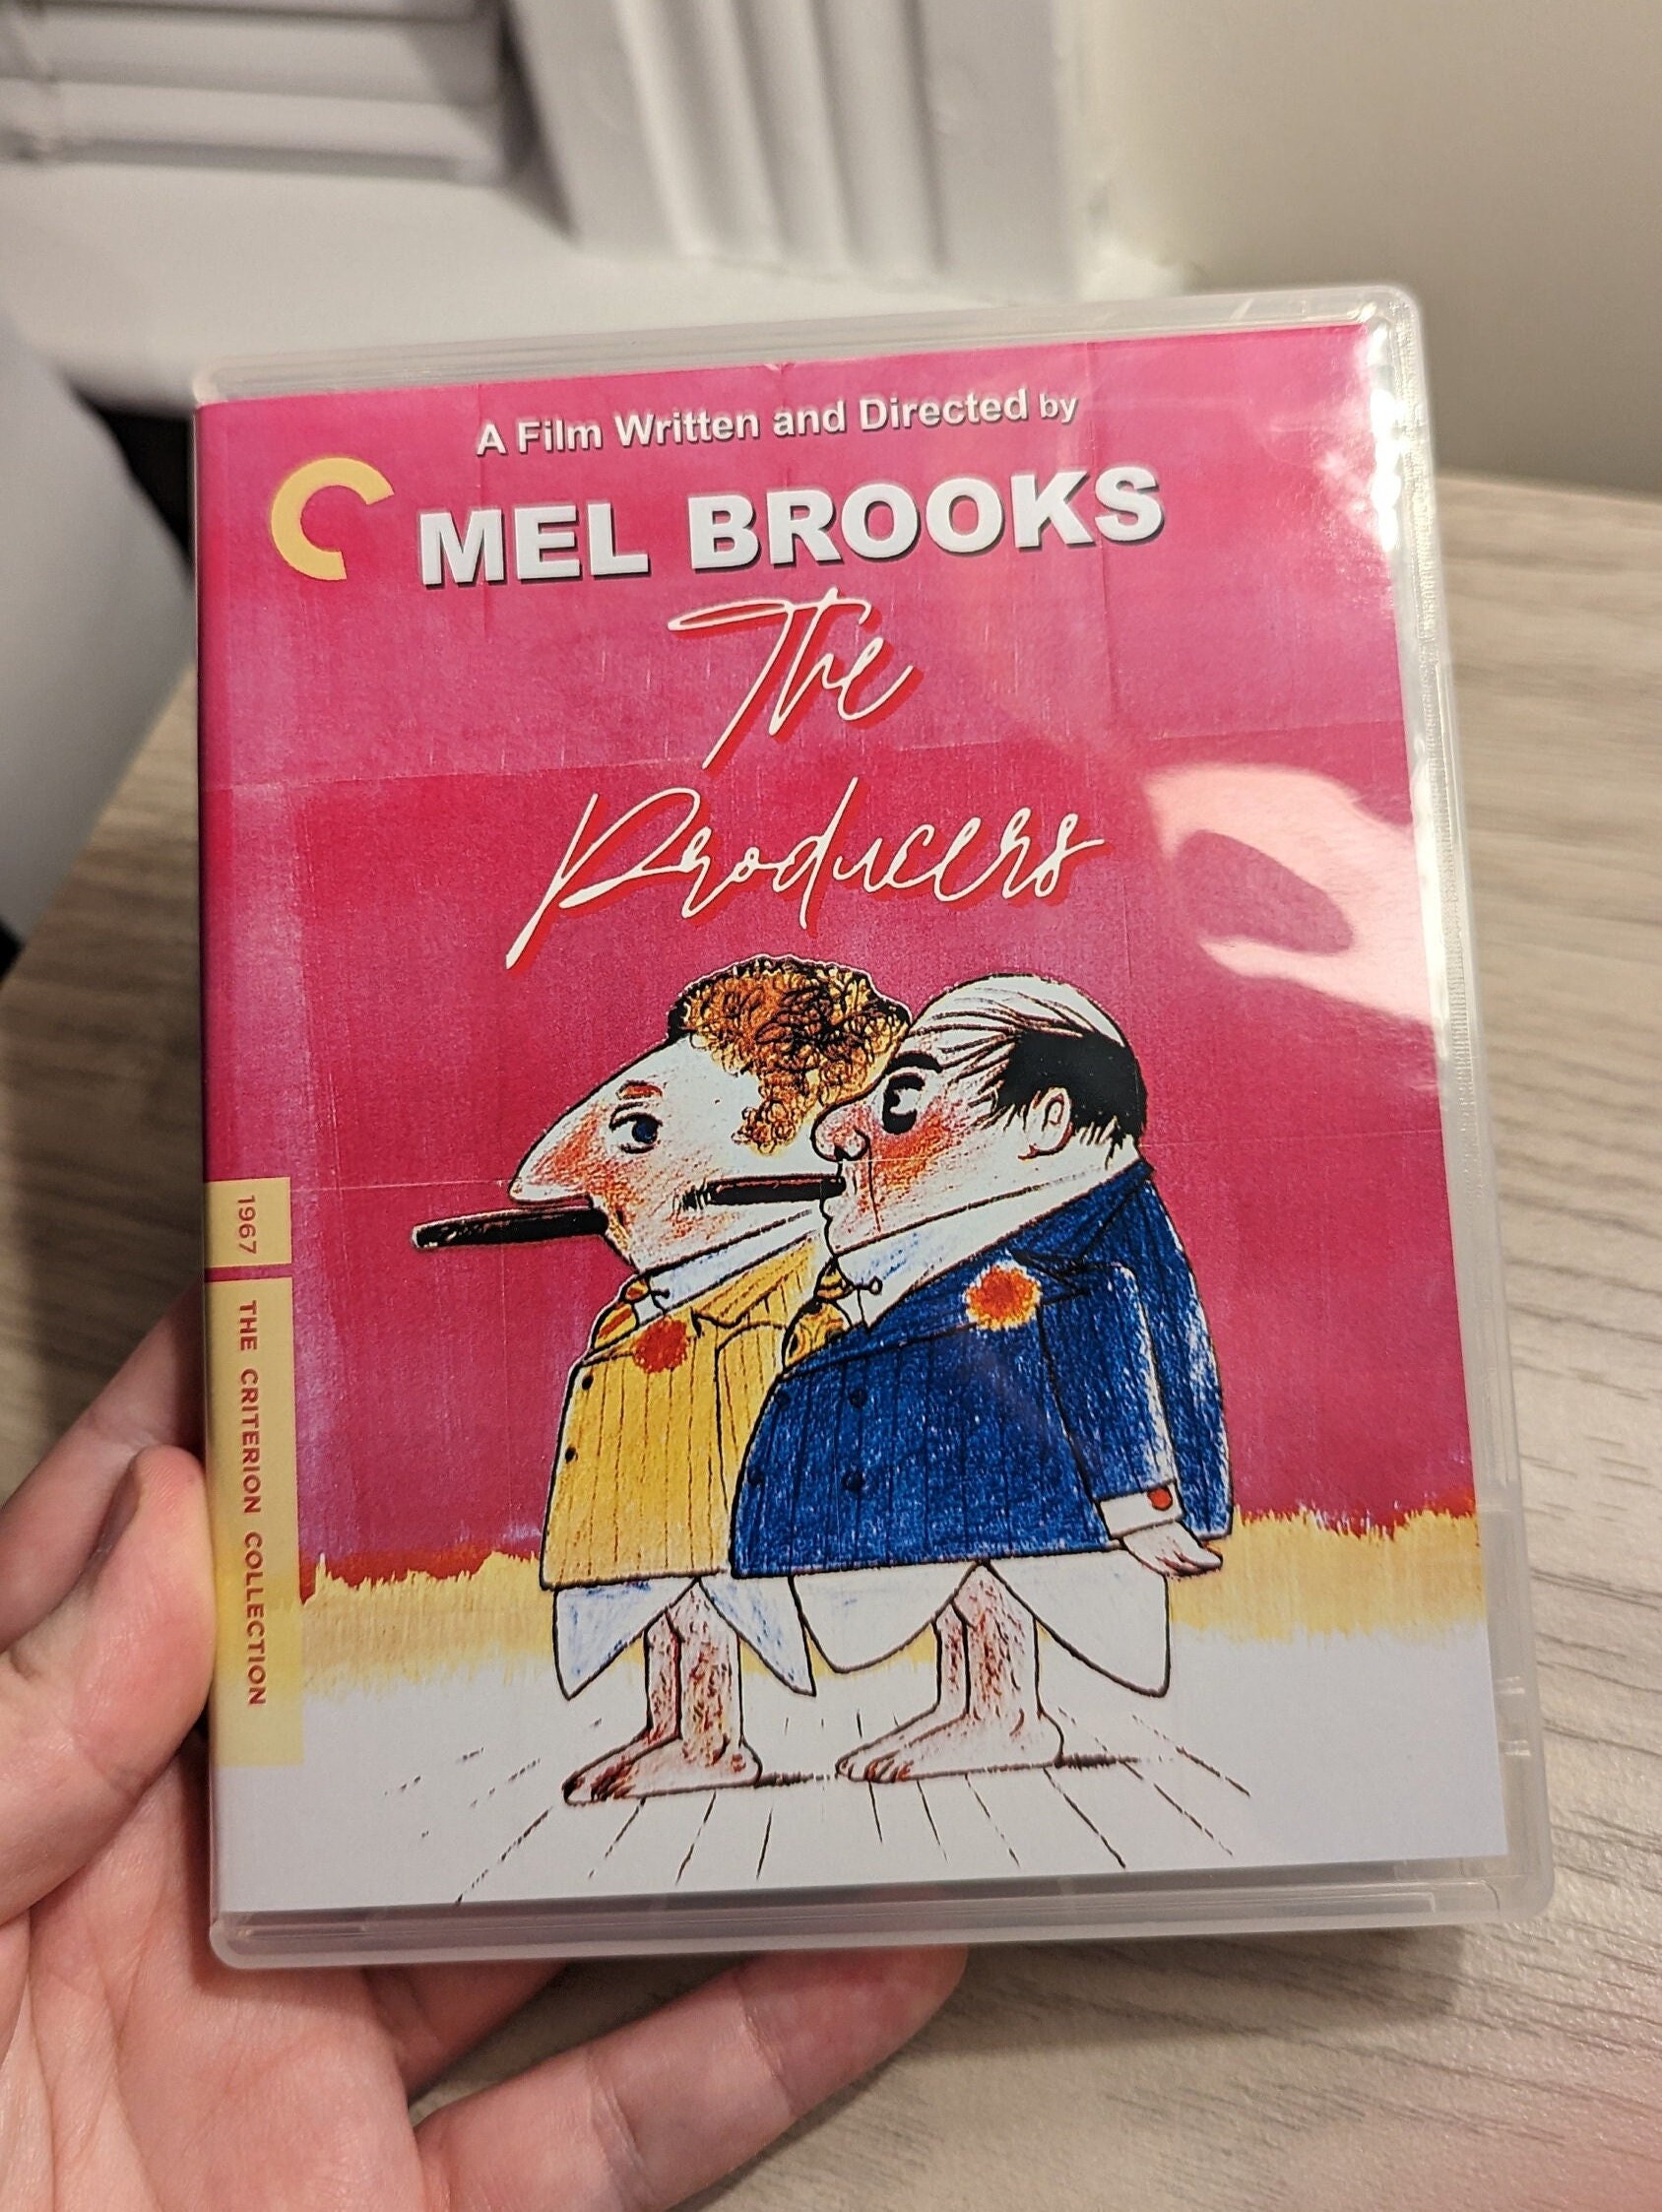 A Film Written and Directed by
MEL BROOKS
The
Producers
1967
THE CRITERION COLLECTION